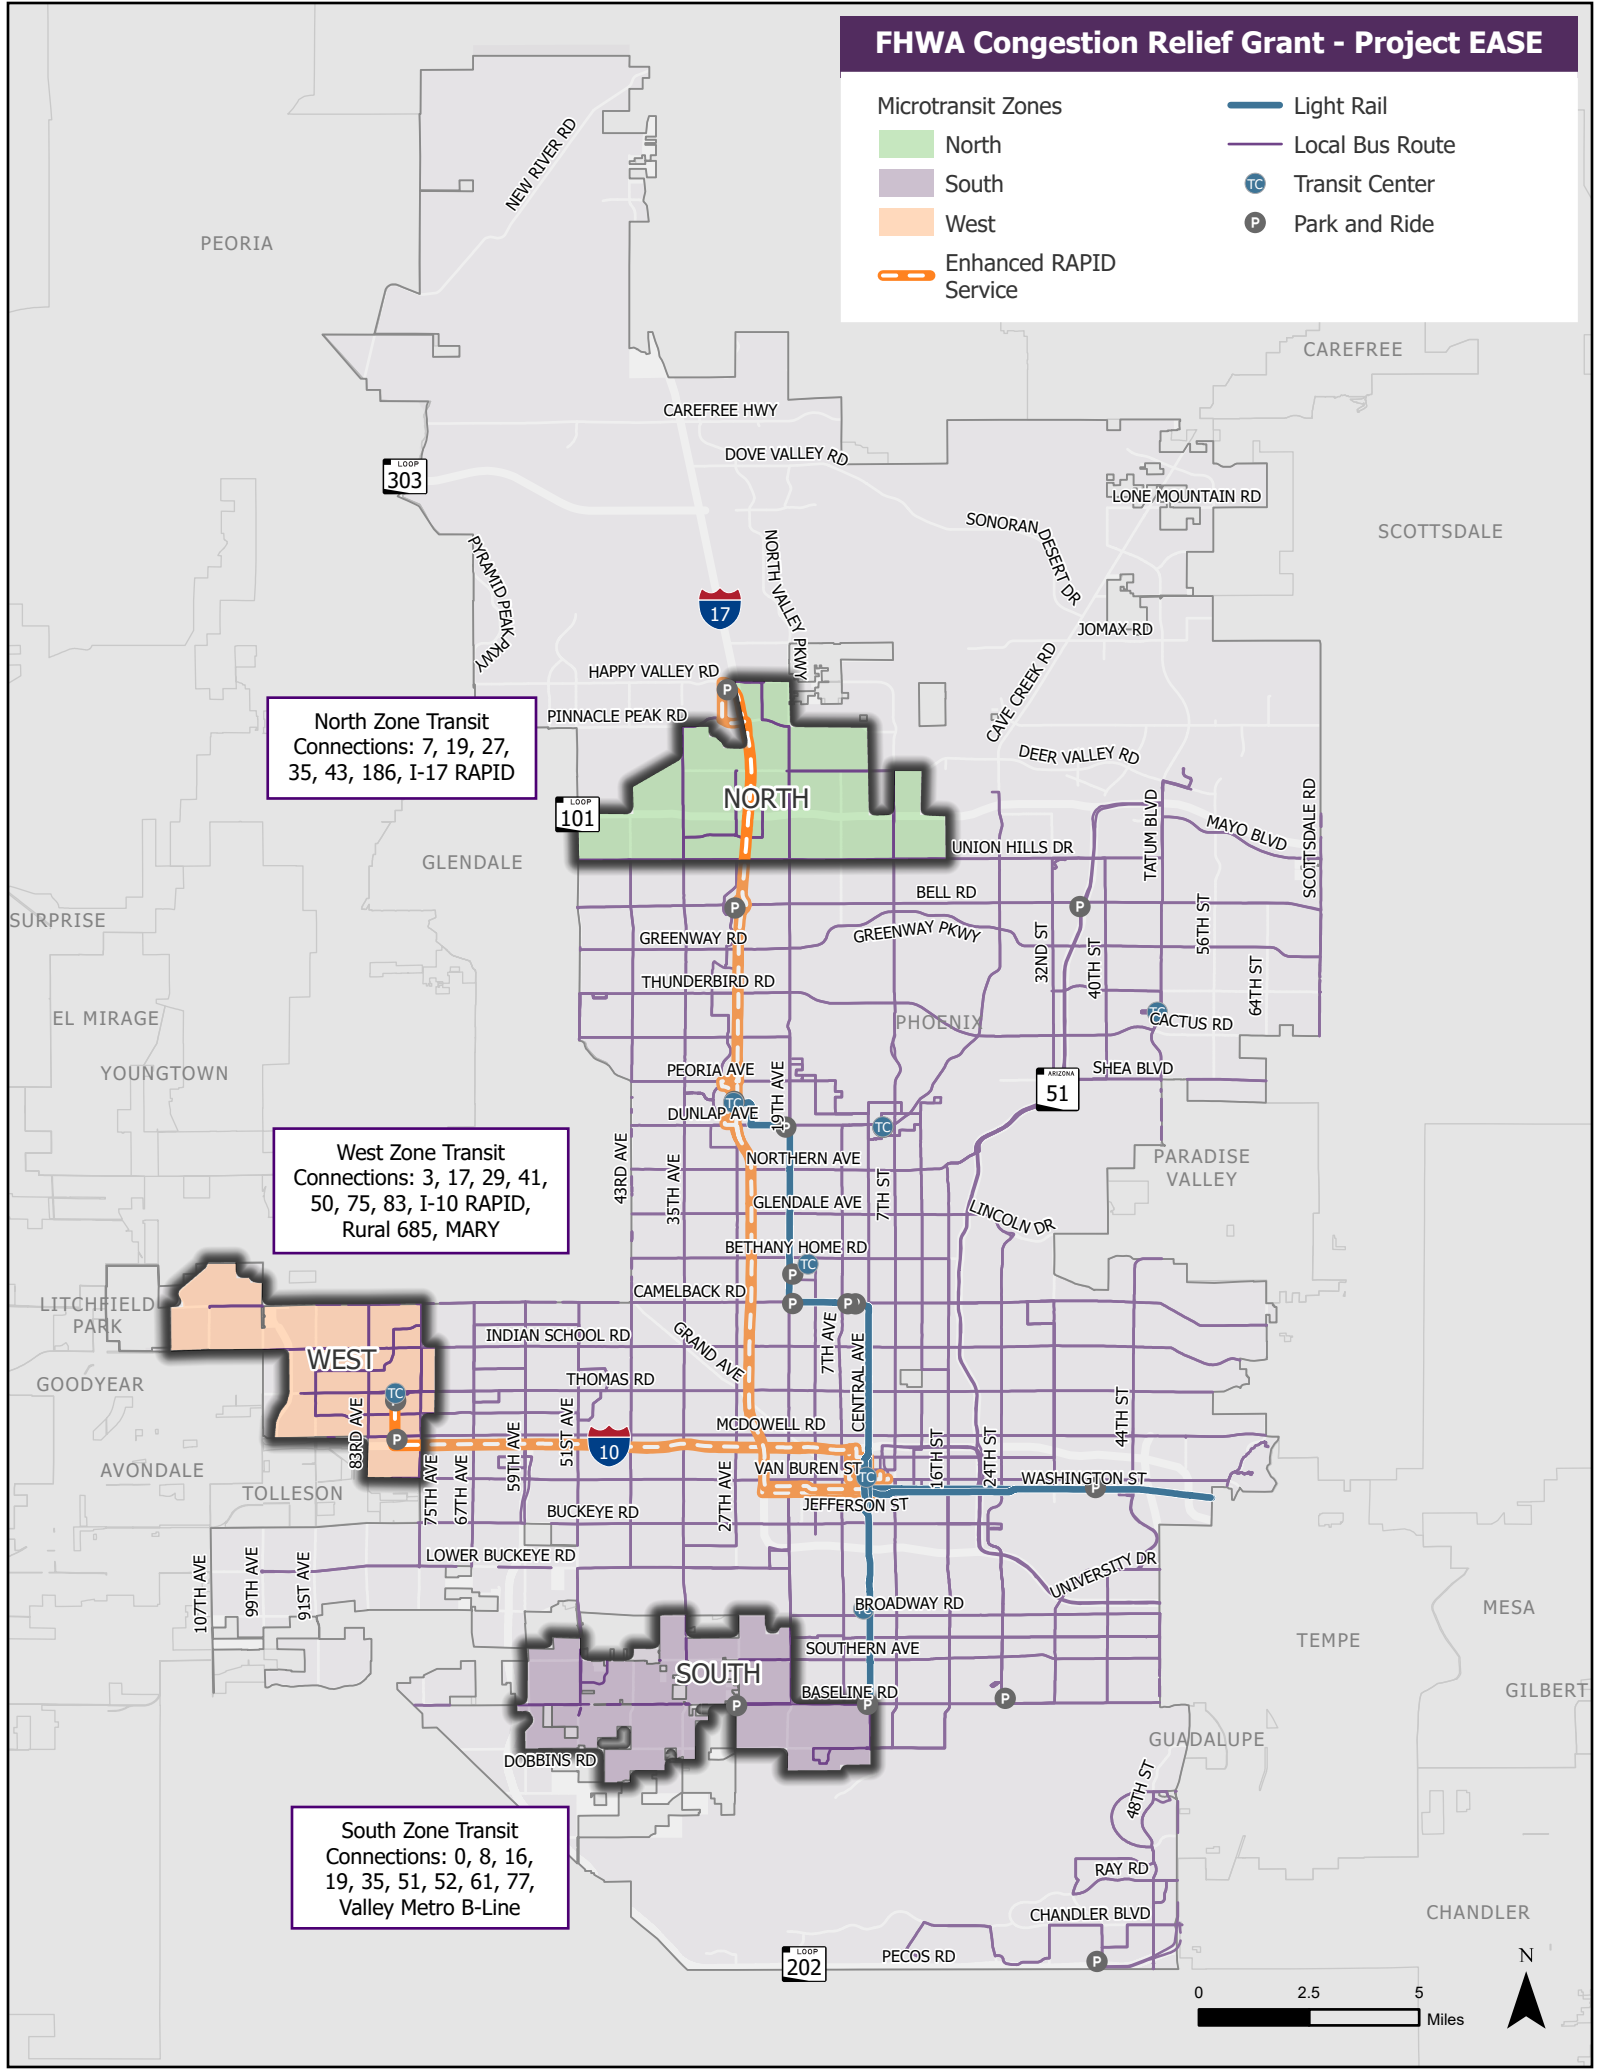 FHWA Congestion Relief Grant - Project EASE
Microtransit Zones
North
South
West
Enhanced RAPID
Service
Light Rail
Local Bus Route
TC
Transit Center
P
Park and Ride
NEW RIVER RD
PEORIA
CAREFREE
CAREFREE HWY
DOVE VALLEY RD
LOOP
303
LONE MOUNTAIN RD
SONORAN DESERT DR
SCOTTSDALE
PYRAMID PEAK PKWY
NORTH VALLEY PKWY
17
JOMAX RD
CAVE CREEK RD
HAPPY VALLEY RD
P
PINNACLE PEAK RD
North Zone Transit
Connections: 7, 19, 27,
35, 43, 186, I-17 RAPID
DEER VALLEY RD
NORTH
LOOP
101
TATUM BLVD
MAYO BLVD
SCOTTSDALE RD
UNION HILLS DR
GLENDALE
BELL RD
P
P
SURPRISE
GREENWAY RD
GREENWAY PKWY
32ND ST
40TH ST
56TH ST
64TH ST
THUNDERBIRD RD
EL MIRAGE
PHOENIX
TC
CACTUS RD
YOUNGTOWN
PEORIA AVE
SHEA BLVD
ARIZONA
51
TC
DUNLAP AVE
19TH AVE
P
TC
43RD AVE
35TH AVE
NORTHERN AVE
7TH ST
PARADISE
VALLEY
West Zone Transit
Connections: 3, 17, 29, 41,
50, 75, 83, I-10 RAPID,
Rural 685, MARY
GLENDALE AVE
LINCOLN DR
BETHANY HOME RD
TC
P
CAMELBACK RD
P
P
LITCHFIELD
PARK
INDIAN SCHOOL RD
GRAND AVE
7TH AVE
CENTRAL AVE
WEST
GOODYEAR
THOMAS RD
TC
83RD AVE
P
MCDOWELL RD
44TH ST
59TH AVE
51ST AVE
10
16TH ST
24TH ST
AVONDALE
VAN BUREN ST
TC
WASHINGTON ST
P
TOLLESON
75TH AVE
67TH AVE
27TH AVE
JEFFERSON ST
BUCKEYE RD
LOWER BUCKEYE RD
107TH AVE
99TH AVE
91ST AVE
UNIVERSITY DR
BROADWAY RD
MESA
SOUTHERN AVE
TEMPE
SOUTH
BASELINE RD
P
P
P
GILBERT
GUADALUPE
DOBBINS RD
48TH ST
South Zone Transit
Connections: 0, 8, 16,
19, 35, 51, 52, 61, 77,
Valley Metro B-Line
RAY RD
CHANDLER BLVD
CHANDLER
PECOS RD
P
LOOP
202
N
0 2.5 5
Miles